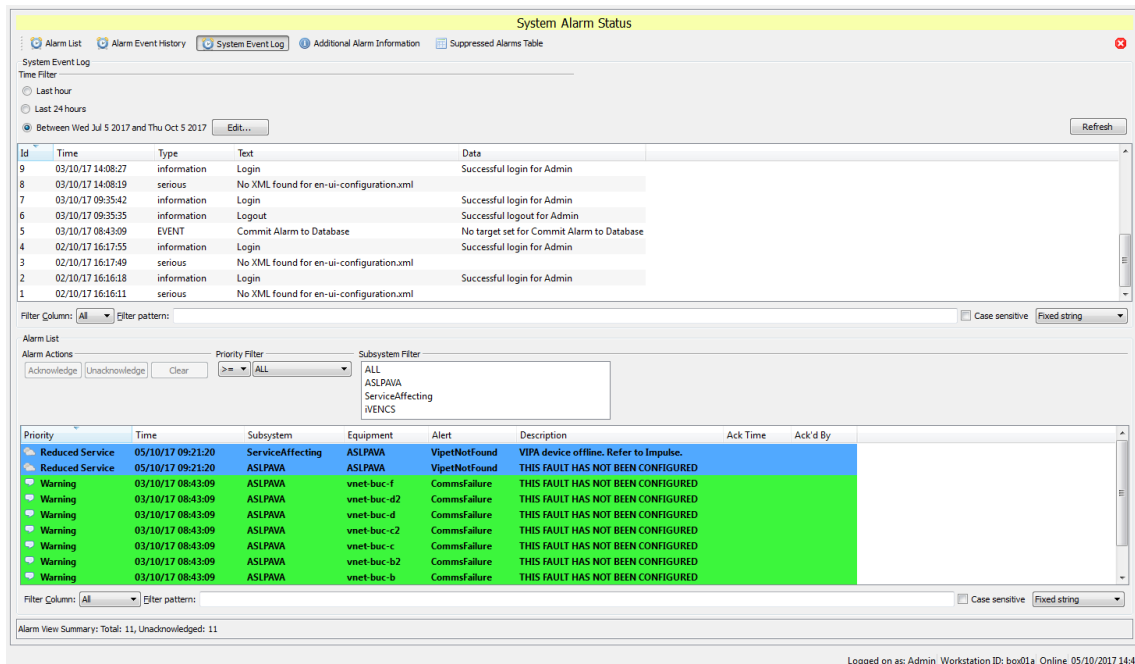 System Alarm Status
Alarm List Alarm Event History System Event Log Additional Alarm Information Suppressed Alarms Table
System Event Log
Time Filter
Last hour
Last 24 hours
Between Wed Jul 5 2017 and Thu Oct 5 2017 Edit... Refresh
Id Time Type Text Data
9 03/10/17 14:08:27 information Login Successful login for Admin
8 03/10/17 14:08:19 serious No XML found for en-ui-configuration.xml
7 03/10/17 09:35:42 information Login Successful login for Admin
6 03/10/17 09:35:35 information Logout Successful logout for Admin
5 03/10/17 08:43:09 EVENT Commit Alarm to Database No target set for Commit Alarm to Database
4 02/10/17 16:17:55 information Login Successful login for Admin
3 02/10/17 16:17:49 serious No XML found for en-ui-configuration.xml
2 02/10/17 16:16:18 information Login Successful login for Admin
1 02/10/17 16:16:11 serious No XML found for en-ui-configuration.xml
Filter Column: All Filter pattern: Case sensitive Fixed string
Alarm List
Alarm Actions Priority Filter Subsystem Filter
Acknowledge Unacknowledge Clear >= ALL ALL
ASLPAVA
ServiceAffecting
iVENCS
Priority Time Subsystem Equipment Alert Description Ack Time Ack'd By
Reduced Service 05/10/17 09:21:20 ServiceAffecting ASLPAVA VipetNotFound VIPA device offline. Refer to Impulse.
Reduced Service 05/10/17 09:21:20 ASLPAVA ASLPAVA VipetNotFound THIS FAULT HAS NOT BEEN CONFIGURED
Warning 03/10/17 08:43:09 ASLPAVA vnet-buc-f CommsFailure THIS FAULT HAS NOT BEEN CONFIGURED
Warning 03/10/17 08:43:09 ASLPAVA vnet-buc-d2 CommsFailure THIS FAULT HAS NOT BEEN CONFIGURED
Warning 03/10/17 08:43:09 ASLPAVA vnet-buc-d CommsFailure THIS FAULT HAS NOT BEEN CONFIGURED
Warning 03/10/17 08:43:09 ASLPAVA vnet-buc-c2 CommsFailure THIS FAULT HAS NOT BEEN CONFIGURED
Warning 03/10/17 08:43:09 ASLPAVA vnet-buc-c CommsFailure THIS FAULT HAS NOT BEEN CONFIGURED
Warning 03/10/17 08:43:09 ASLPAVA vnet-buc-b2 CommsFailure THIS FAULT HAS NOT BEEN CONFIGURED
Warning 03/10/17 08:43:09 ASLPAVA vnet-buc-b CommsFailure THIS FAULT HAS NOT BEEN CONFIGURED
Filter Column: All Filter pattern: Case sensitive Fixed string
Alarm View Summary: Total: 11, Unacknowledged: 11
Logged on as: Admin Workstation ID: box01a Online 05/10/2017 14:4